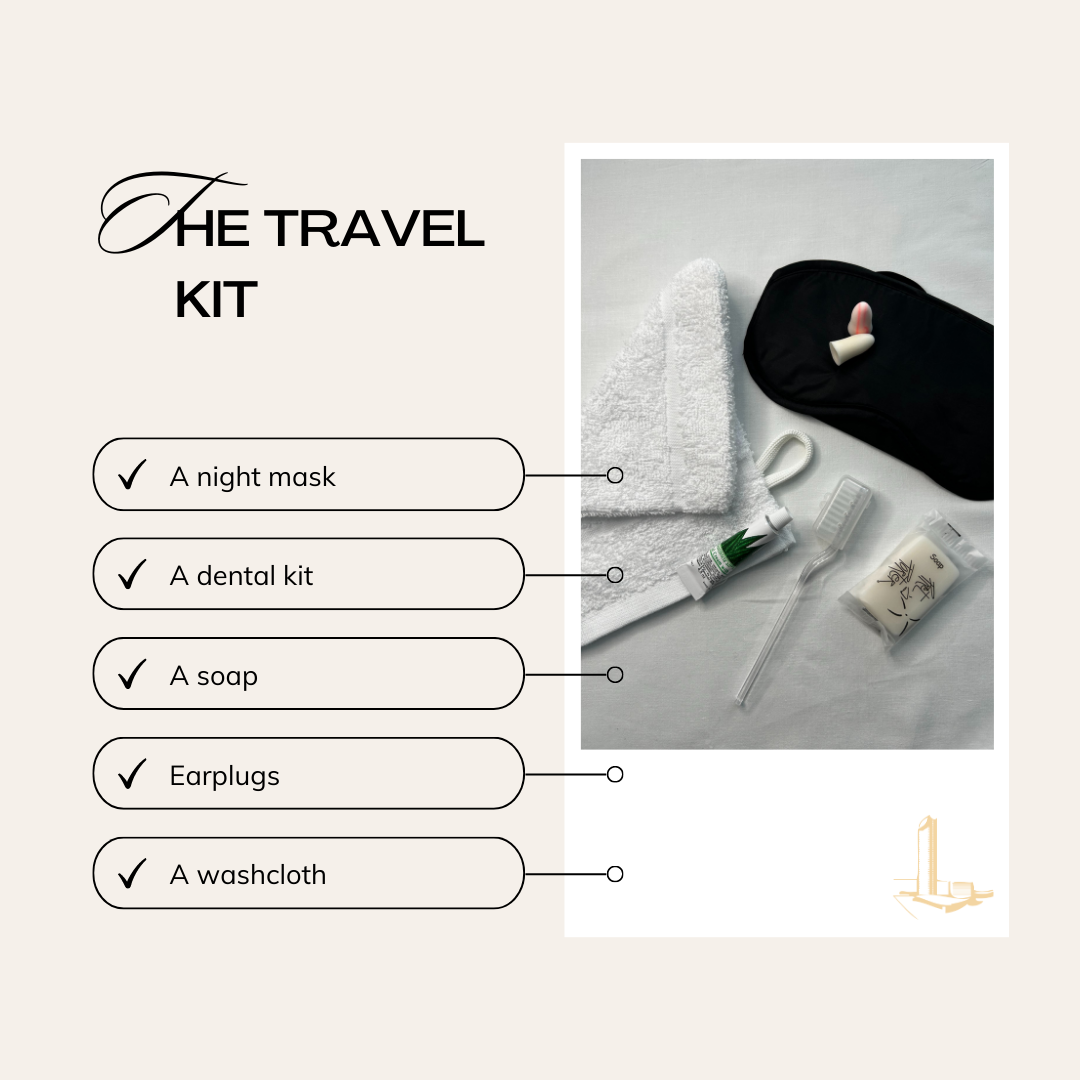 THE TRAVEL
KIT
A night mask
A dental kit
A soap
Earplugs
A washcloth
Soap